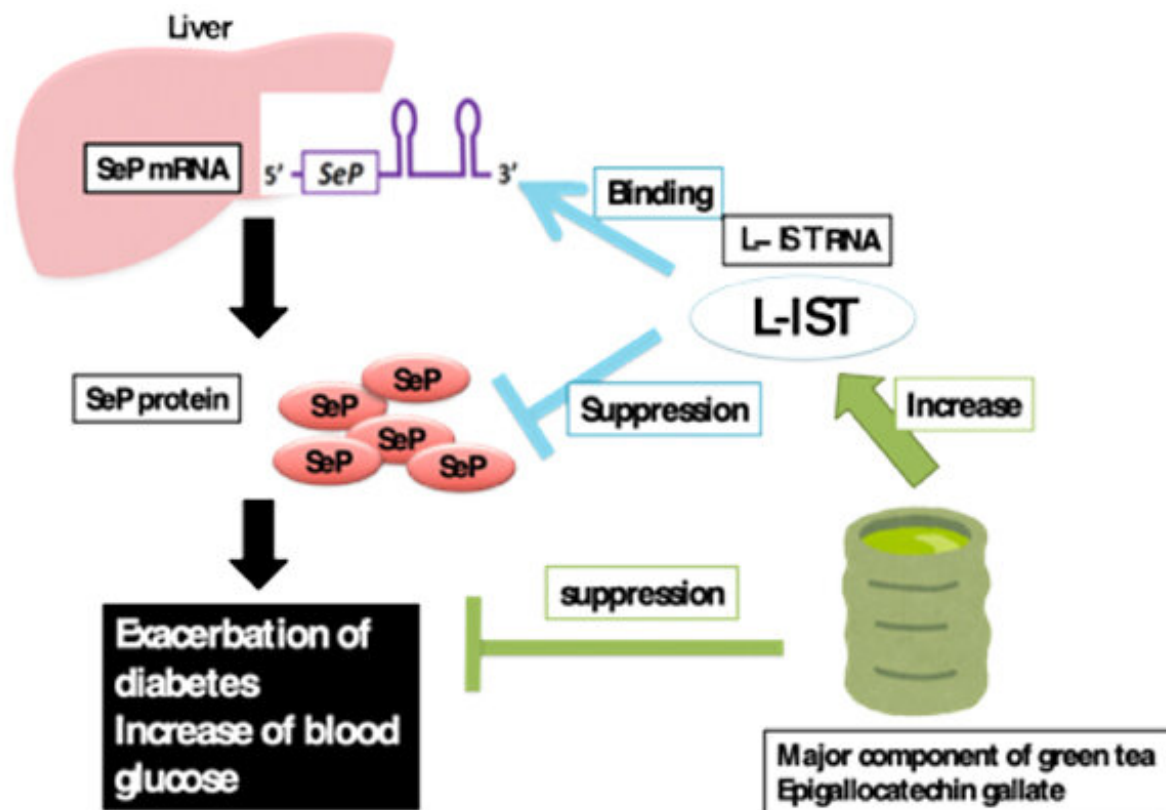 Liver
SeP mRNA
5’
SeP
3’
Binding
L-ISTRNA
L-IST
SeP protein
SeP
SeP
SeP
SeP
SeP
Suppression
Increase
suppression
Exacerbation of
diabetes
Increase of blood
glucose
Major component of green tea
Epigallocatechin gallate